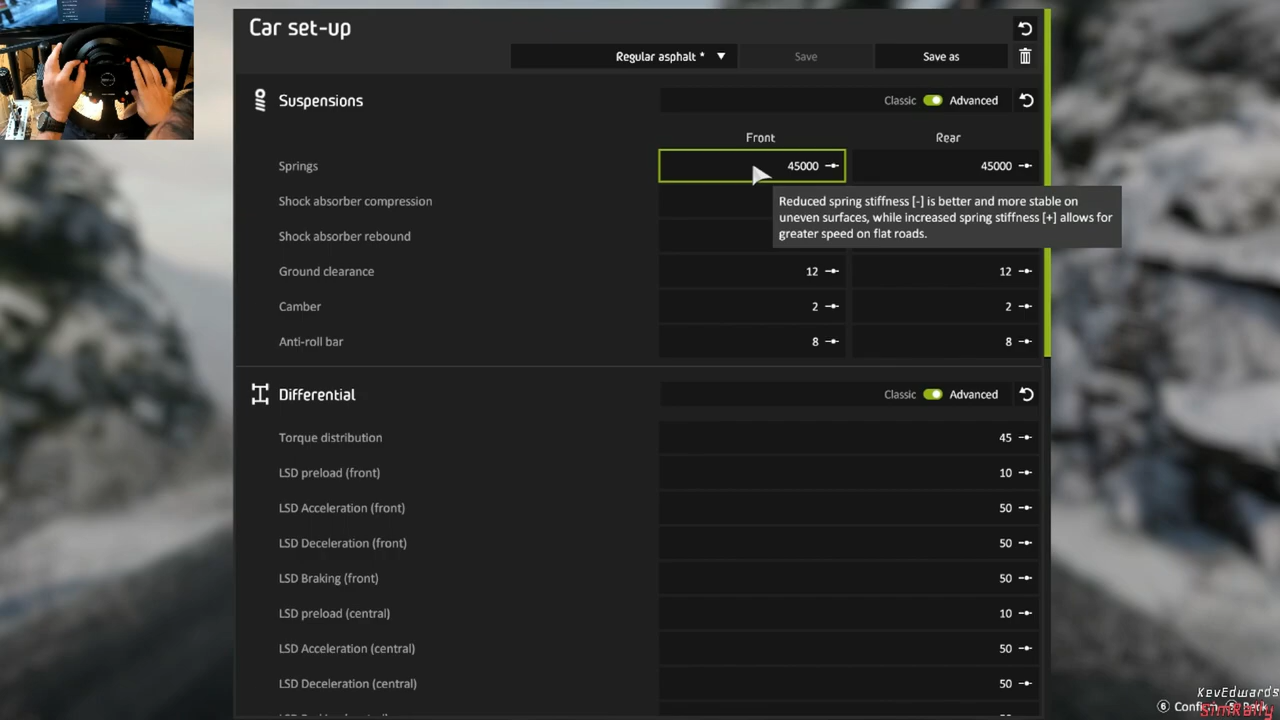 Car set-up
Regular asphalt *
Save
Save as
Suspensions
Classic
Advanced
Front
Rear
Springs
45000
45000
Reduced spring stiffness [-] is better and more stable on
uneven surfaces, while increased spring stiffness [+] allows for
greater speed on flat roads.
Shock absorber compression
Shock absorber rebound
Ground clearance
12
12
Camber
2
2
Anti-roll bar
8
8
Differential
Classic
Advanced
Torque distribution
45
LSD preload (front)
10
LSD Acceleration (front)
50
LSD Deceleration (front)
50
LSD Braking (front)
50
LSD preload (central)
10
LSD Acceleration (central)
50
LSD Deceleration (central)
50
KevEdwards
SimRally